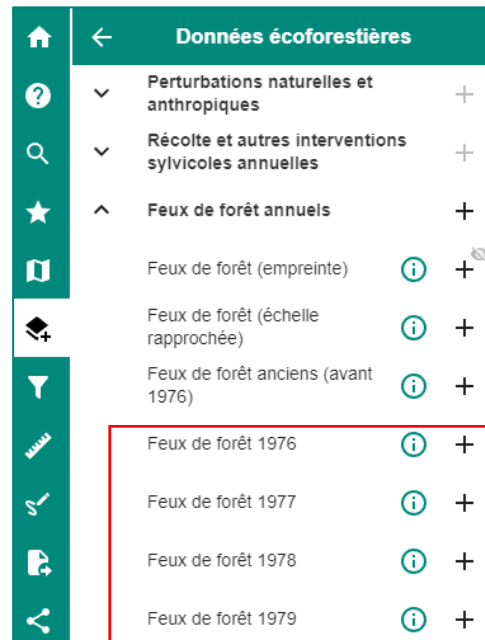 Données écoforestières
Perturbations naturelles et
anthropiques
Récolte et autres interventions
sylvicoles annuelles
Feux de forêt annuels
Feux de forêt (empreinte)
Feux de forêt (échelle
rapprochée)
Feux de forêt anciens (avant
1976)
Feux de forêt 1976
Feux de forêt 1977
Feux de forêt 1978
Feux de forêt 1979